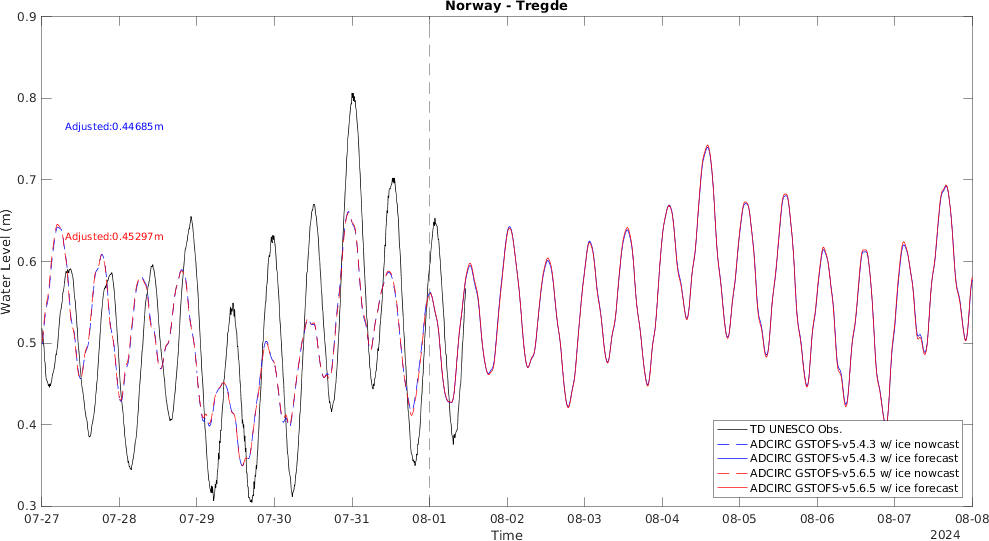 Norway - Tregde
0.9
0.8
0.7
0.6
0.5
0.4
0.3
Water Level (m)
Adjusted:0.44685m
Adjusted:0.45297m
TD UNESCO Obs.
ADCIRC GSTOFS-v5.4.3 w/ ice nowcast
ADCIRC GSTOFS-v5.4.3 w/ ice forecast
ADCIRC GSTOFS-v5.6.5 w/ ice nowcast
ADCIRC GSTOFS-v5.6.5 w/ ice forecast
07-27 07-28 07-29 07-30 07-31 08-01 08-02 08-03 08-04 08-05 08-06 08-07 08-08
Time
2024